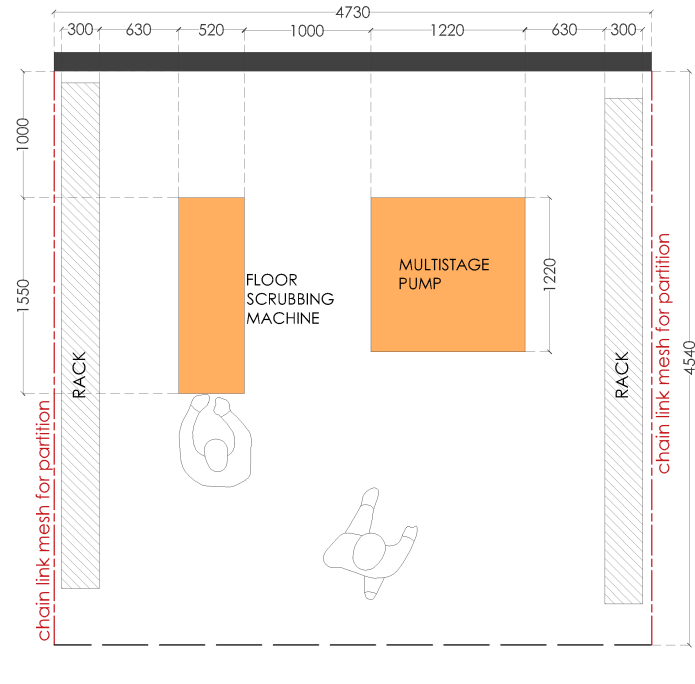 4730
300 630 520 1000 1220 630 300
1000
1550
1220
4540
FLOOR
SCRUBBING
MACHINE
MULTISTAGE
PUMP
RACK
RACK
chain link mesh for partition
chain link mesh for partition